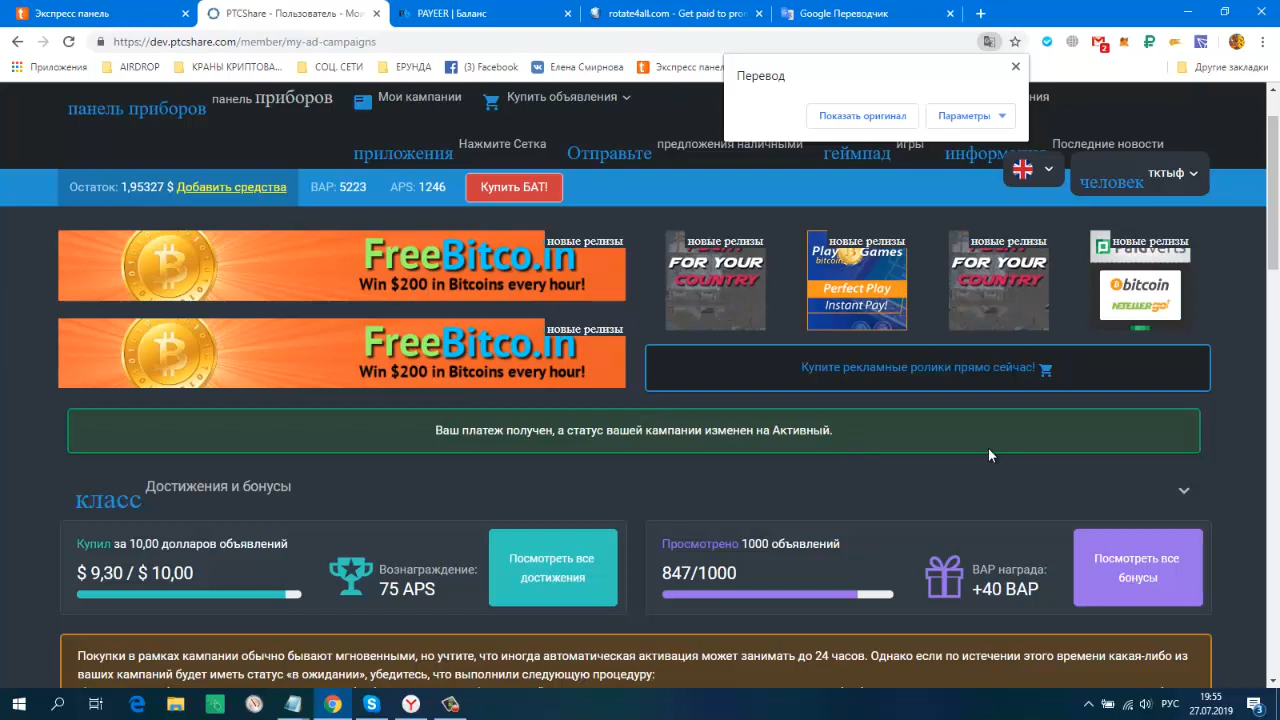 Экспресс панель
PTCShare - Пользователь - Мо
PAYEER | Баланс
rotate4all.com - Get paid to pro
Google Переводчик
https://dev.ptcshare.com/member/my-ad-campaigns
2
Приложения
AIRDROP
КРАНЫ КРИПТОВА...
СОЦ. СЕТИ
ЕРУНДА
(3) Facebook
Елена Смирнова
Экспресс панел
Другие закладки
Перевод
Показать оригинал
Параметры
панель приборов
панель приборов
Мои кампании
Купить объявления
приложения
Нажмите Сетка
Отправьте
предложения наличными
геймпад
игры
Последние новости
Остаток: 1,95327 $ Добавить средства
BAP: 5223
APS: 1246
Купить БАТ!
человек
тктыф
новые релизы
FreeBitco.in
Win $200 in Bitcoins every hour!
новые релизы
FOR YOUR
COUNTRY
новые релизы
Play Games
bitcoin
Perfect Play
Instant Pay!
новые релизы
FOR YOUR
COUNTRY
новые релизы
bitcoin
NETELLERgo!
новые релизы
FreeBitco.in
Win $200 in Bitcoins every hour!
Купите рекламные ролики прямо сейчас!
Ваш платеж получен, а статус вашей кампании изменен на Активный.
класс
Достижения и бонусы
Купил за 10,00 долларов объявлений
$ 9,30 / $ 10,00
Вознаграждение:
75 APS
Посмотреть все
достижения
Просмотрено 1000 объявлений
847/1000
BAP награда:
+40 BAP
Посмотреть все
бонусы
Покупки в рамках кампании обычно бывают мгновенными, но учтите, что иногда автоматическая активация может занимать до 24 часов. Однако если по истечении этого времени какая-либо из
ваших кампаний будет иметь статус «в ожидании», убедитесь, что выполнили следующую процедуру:
РУС
19:55
27.07.2019
3